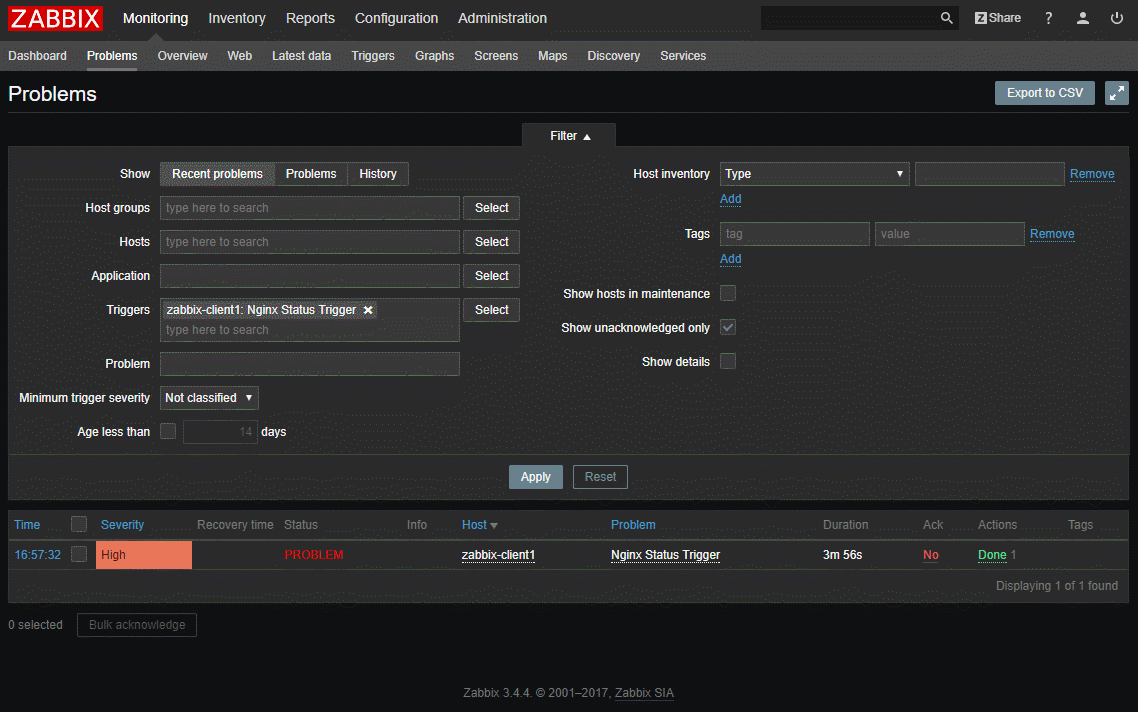 ZABBIX Monitoring Inventory Reports Configuration Administration Z Share ?
Dashboard Problems Overview Web Latest data Triggers Graphs Screens Maps Discovery Services
Problems Export to CSV
Filter ▲
Show Recent problems Problems History Host inventory Type ▼ Remove
Add
Host groups type here to search Select
Tags tag value Remove
Hosts type here to search Select
Add
Application Select
Show hosts in maintenance
Triggers zabbix-client1: Nginx Status Trigger × Select
type here to search
Show unacknowledged only
Problem
Show details
Minimum trigger severity Not classified ▼
Age less than 14 days
Apply Reset
Time Severity Recovery time Status Info Host ▼ Problem Duration Ack Actions Tags
16:57:32 High PROBLEM zabbix-client1 Nginx Status Trigger 3m 56s No Done 1
Displaying 1 of 1 found
0 selected Bulk acknowledge
Zabbix 3.4.4. © 2001–2017, Zabbix SIA